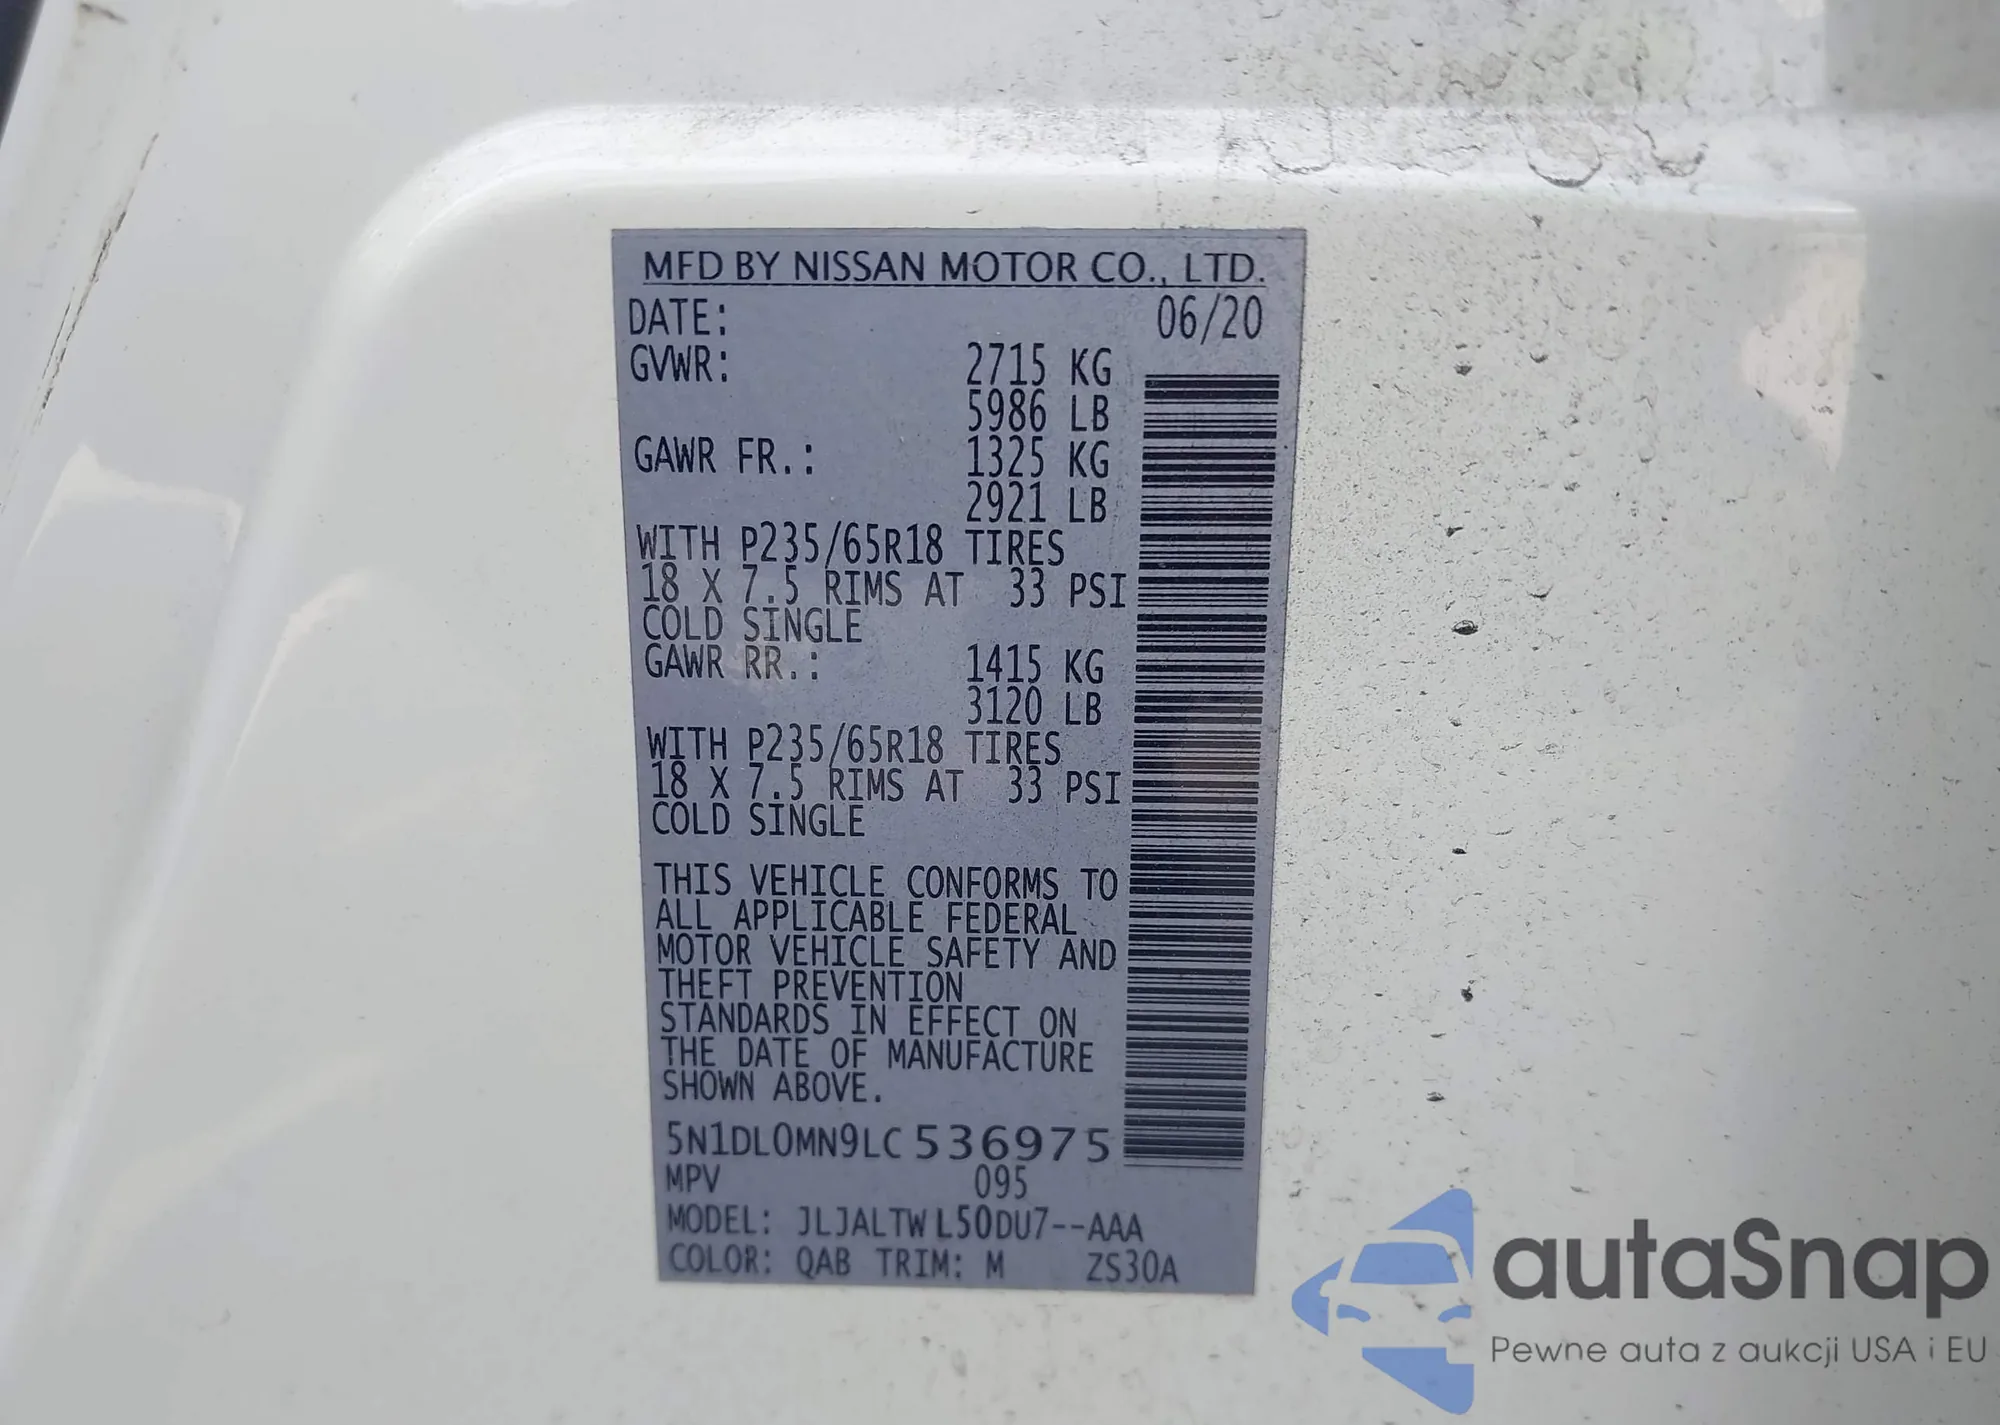 MFD BY NISSAN MOTOR CO., LTD.
DATE: 06/20
GVWR: 2715 KG
5986 LB
GAWR FR.: 1325 KG
2921 LB
WITH P235/65R18 TIRES
18 X 7.5 RIMS AT 33 PSI
COLD SINGLE
GAWR RR.: 1415 KG
3120 LB
WITH P235/65R18 TIRES
18 X 7.5 RIMS AT 33 PSI
COLD SINGLE
THIS VEHICLE CONFORMS TO
ALL APPLICABLE FEDERAL
MOTOR VEHICLE SAFETY AND
THEFT PREVENTION
STANDARDS IN EFFECT ON
THE DATE OF MANUFACTURE
SHOWN ABOVE.
5N1DL0MN9LC536975
MPV 095
MODEL: JLJALTWL50DU7--AAA
COLOR: QAB TRIM: M ZS30A
autoSnap
Pewne auta z aukcji USA i EU